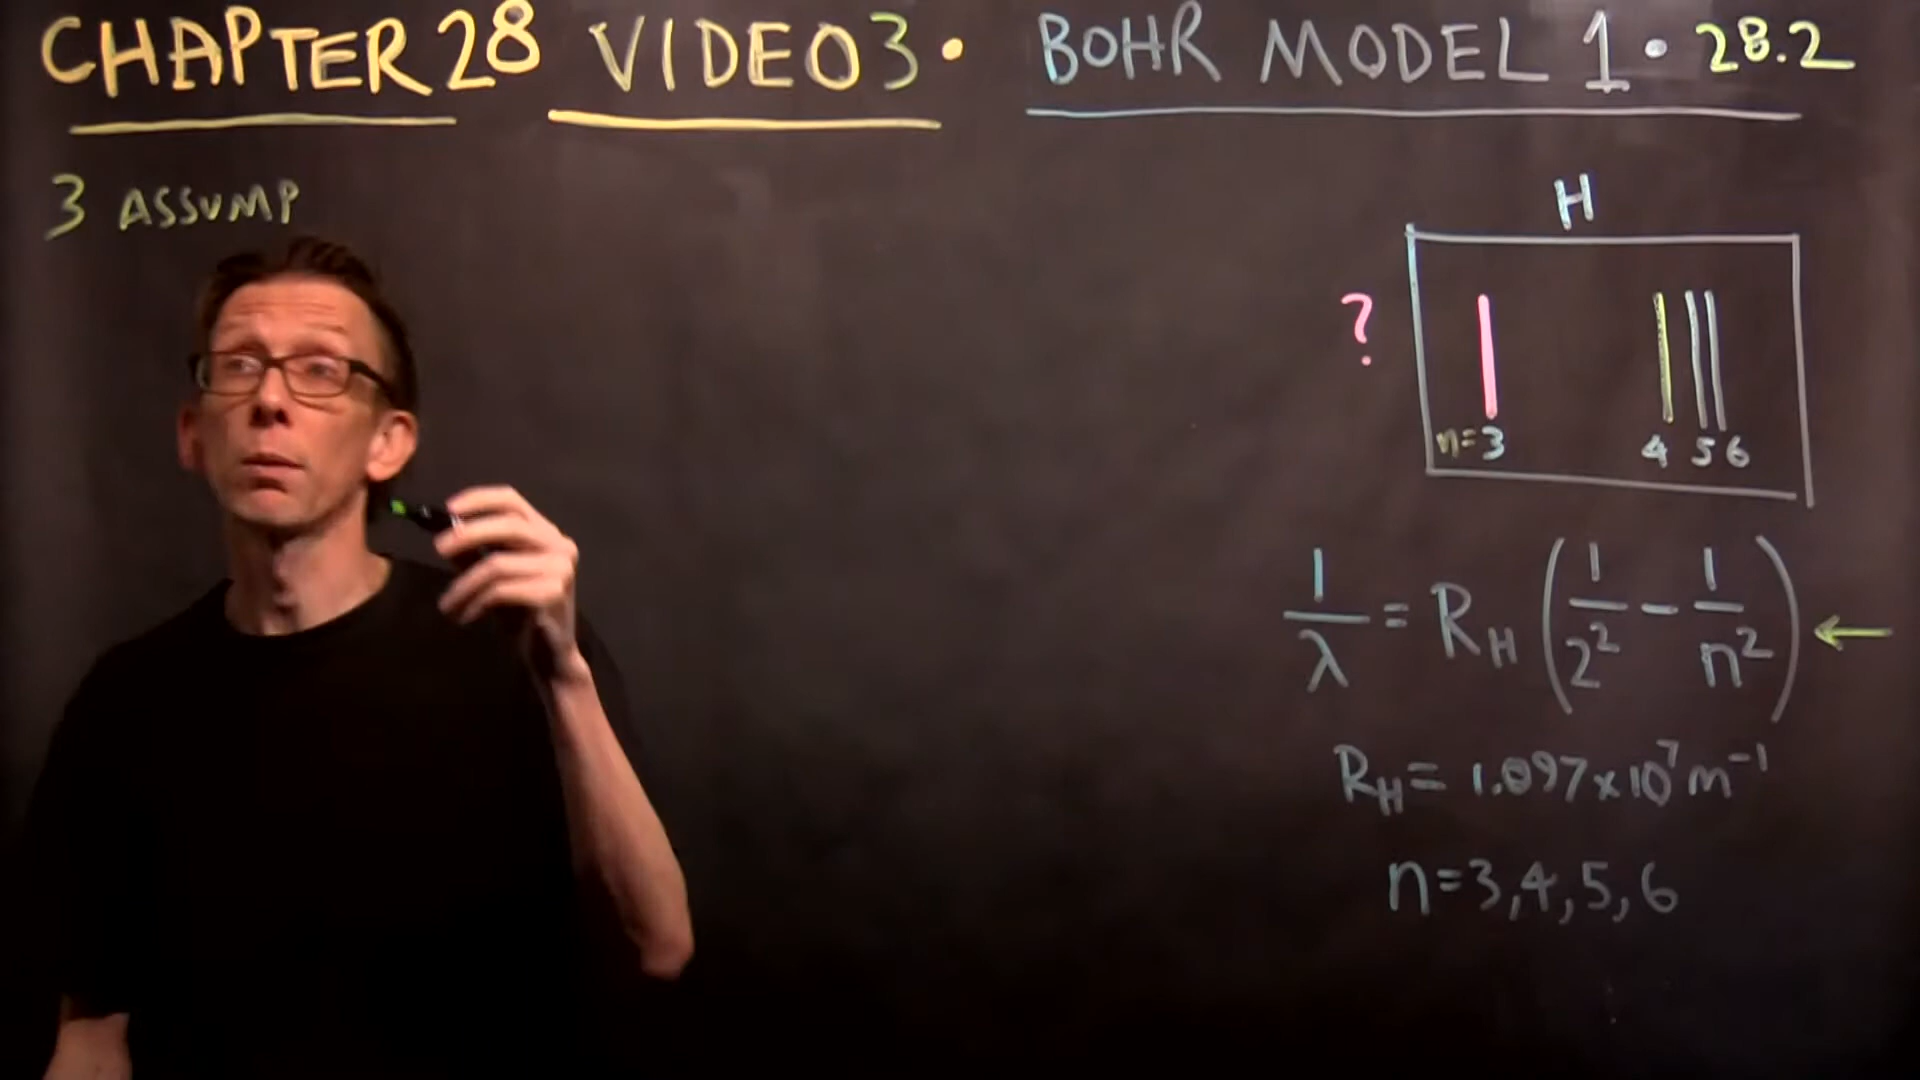 CHAPTER 28 VIDEO 3 • BOHR MODEL 1 • 28.2
3 ASSUMP
H
?
n=3 4 5 6
1/λ = R_H (1/2² - 1/n²) ←
R_H = 1.097×10⁷ m⁻¹
n=3,4,5,6